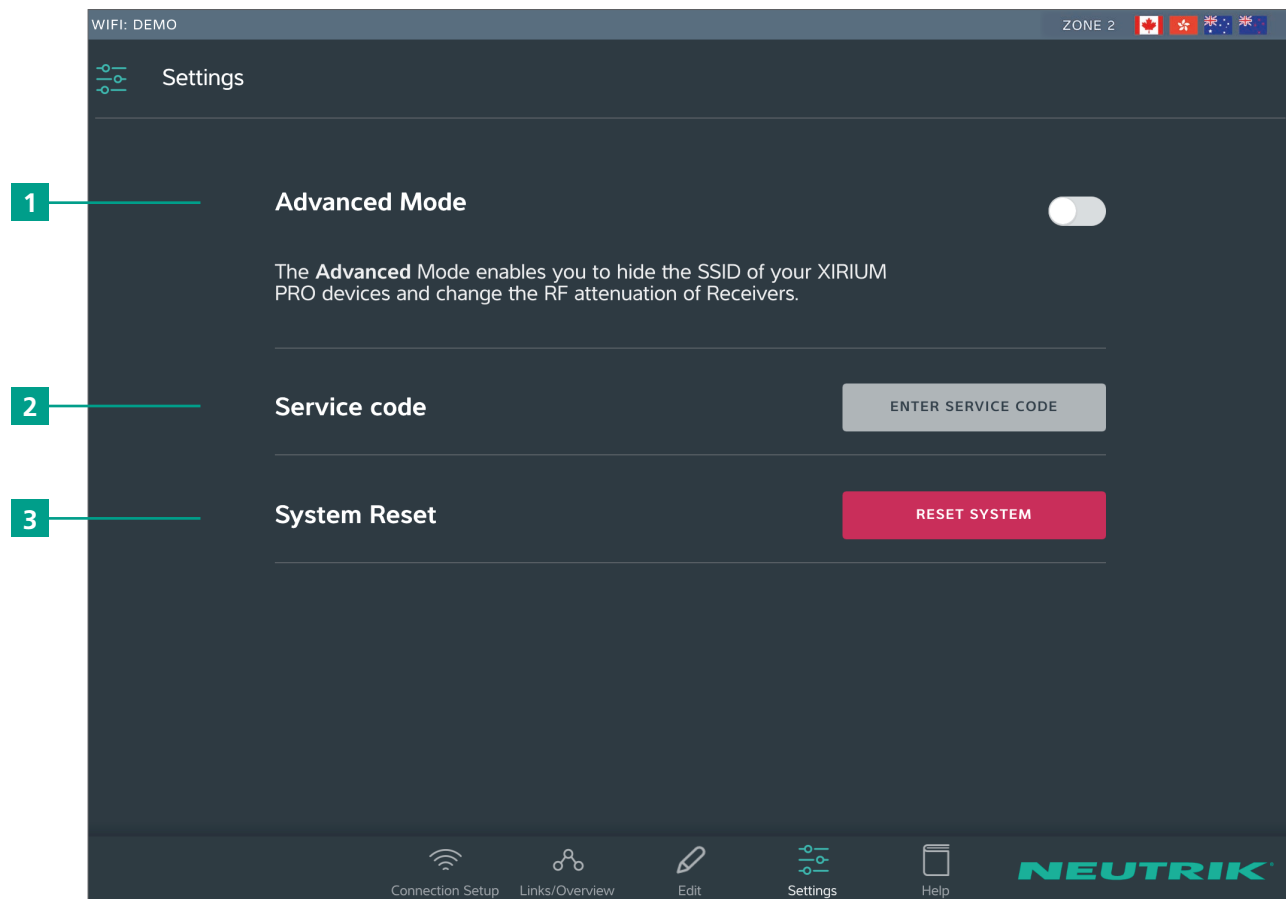 WIFI: DEMO
ZONE 2
Settings
1
Advanced Mode
The Advanced Mode enables you to hide the SSID of your XIRIUM
PRO devices and change the RF attenuation of Receivers.
2
Service code
ENTER SERVICE CODE
3
System Reset
RESET SYSTEM
Connection Setup
Links/Overview
Edit
Settings
Help
NEUTRIK